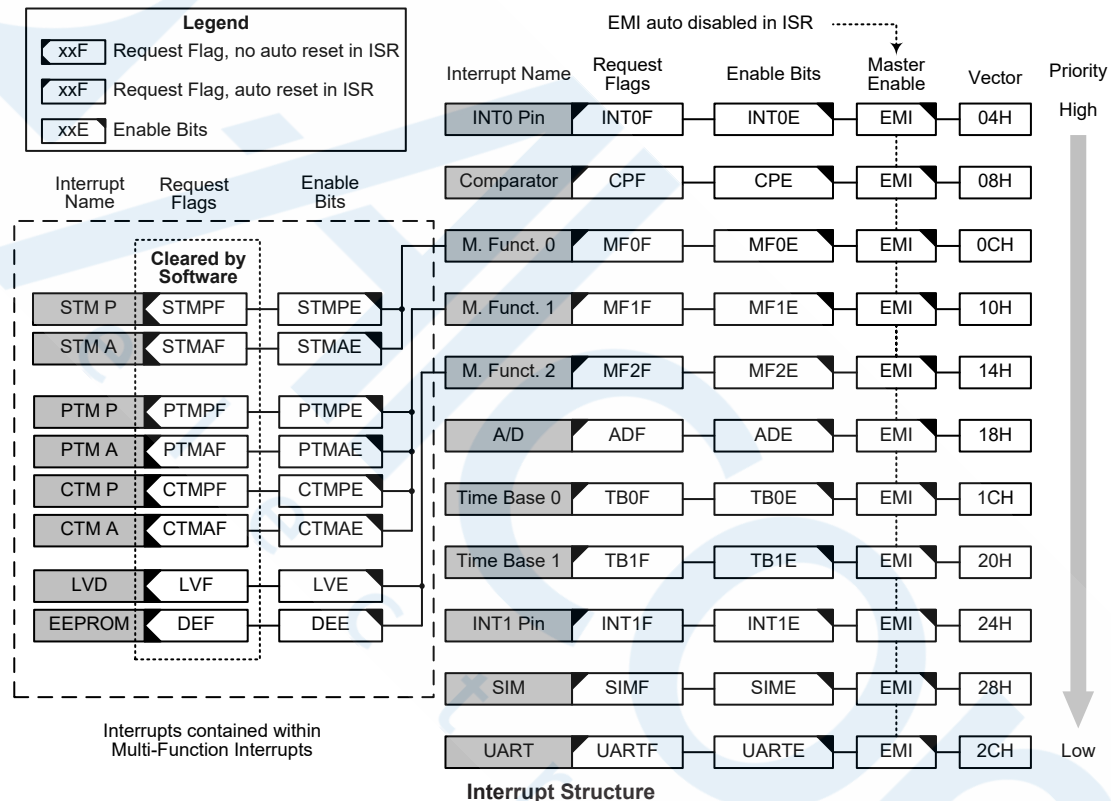 Legend
xxF Request Flag, no auto reset in ISR
xxF Request Flag, auto reset in ISR
xxE Enable Bits
EMI auto disabled in ISR
Interrupt Name Request Flags Enable Bits Master Enable Vector Priority
High
INT0 Pin INT0F INT0E EMI 04H
Comparator CPF CPE EMI 08H
M. Funct. 0 MF0F MF0E EMI 0CH
M. Funct. 1 MF1F MF1E EMI 10H
M. Funct. 2 MF2F MF2E EMI 14H
A/D ADF ADE EMI 18H
Time Base 0 TB0F TB0E EMI 1CH
Time Base 1 TB1F TB1E EMI 20H
INT1 Pin INT1F INT1E EMI 24H
SIM SIMF SIME EMI 28H
UART UARTF UARTE EMI 2CH
Low
Interrupt Name Request Flags Enable Bits
Cleared by
Software
STM P STMPF STMPE
STM A STMAF STMAE
PTM P PTMPF PTMPE
PTM A PTMAF PTMAE
CTM P CTMPF CTMPE
CTM A CTMAF CTMAE
LVD LVF LVE
EEPROM DEF DEE
Interrupts contained within
Multi-Function Interrupts
Interrupt Structure